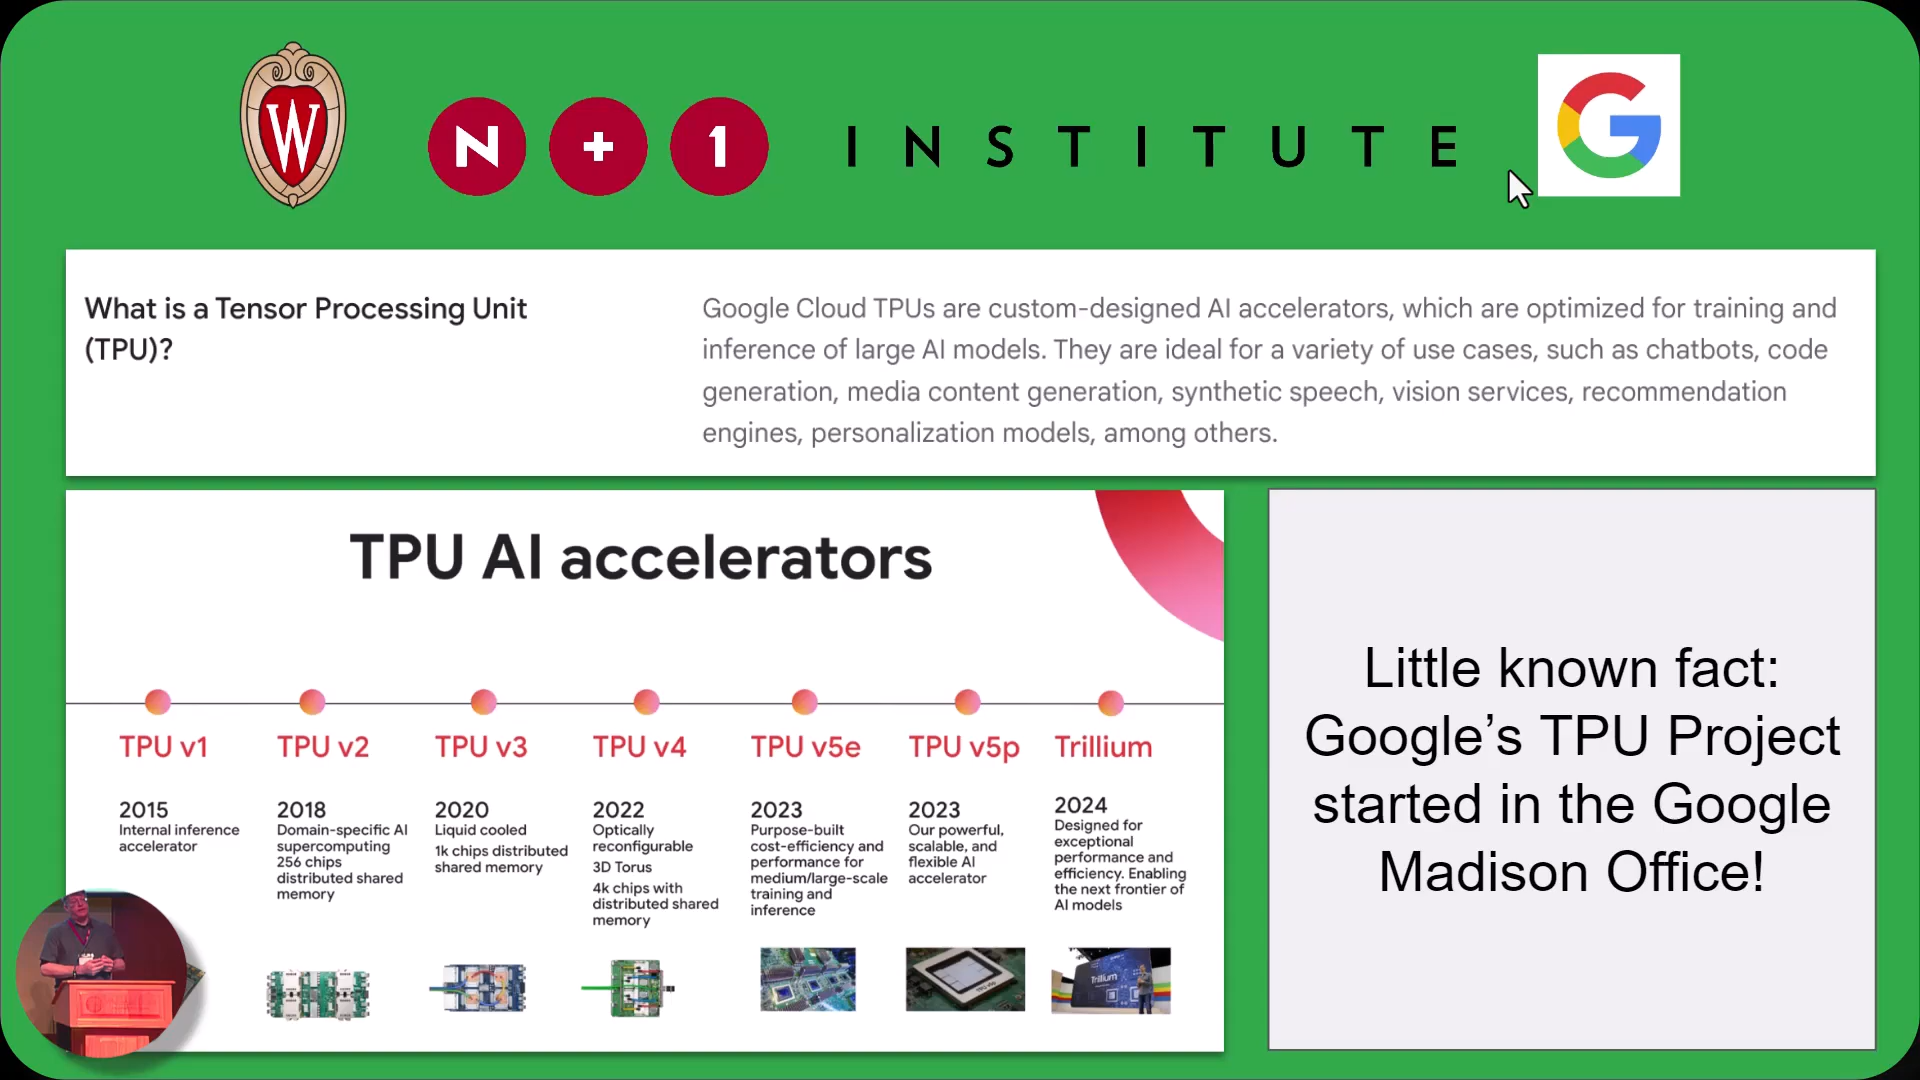 W
N + 1 INSTITUTE
G
What is a Tensor Processing Unit
(TPU)?
Google Cloud TPUs are custom-designed AI accelerators, which are optimized for training and
inference of large AI models. They are ideal for a variety of use cases, such as chatbots, code
generation, media content generation, synthetic speech, vision services, recommendation
engines, personalization models, among others.
TPU AI accelerators
TPU v1
2015
Internal inference
accelerator
TPU v2
2018
Domain-specific AI
supercomputing
256 chips
distributed shared
memory
TPU v3
2020
Liquid cooled
1k chips distributed
shared memory
TPU v4
2022
Optically
reconfigurable
3D Torus
4k chips with
distributed shared
memory
TPU v5e
2023
Purpose-built
cost-efficiency and
performance for
medium/large-scale
training and
inference
TPU v5p
2023
Our powerful,
scalable, and
flexible AI
accelerator
Trillium
2024
Designed for
exceptional
performance and
efficiency. Enabling
the next frontier of
AI models
Trillium
Little known fact:
Google’s TPU Project
started in the Google
Madison Office!